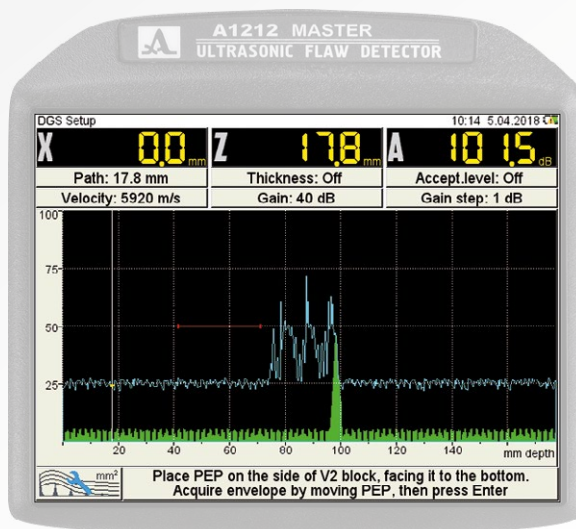 A1212 MASTER
ULTRASONIC FLAW DETECTOR
DGS Setup 10:14 5.04.2018
X 0.0 mm Z 17.8 mm A 101.5 dB
Path: 17.8 mm Thickness: Off Accept.level: Off
Velocity: 5920 m/s Gain: 40 dB Gain step: 1 dB
100
75
50
25
20 40 60 80 100 120 140 mm depth
mm² Place PEP on the side of V2 block, facing it to the bottom.
Acquire envelope by moving PEP, then press Enter